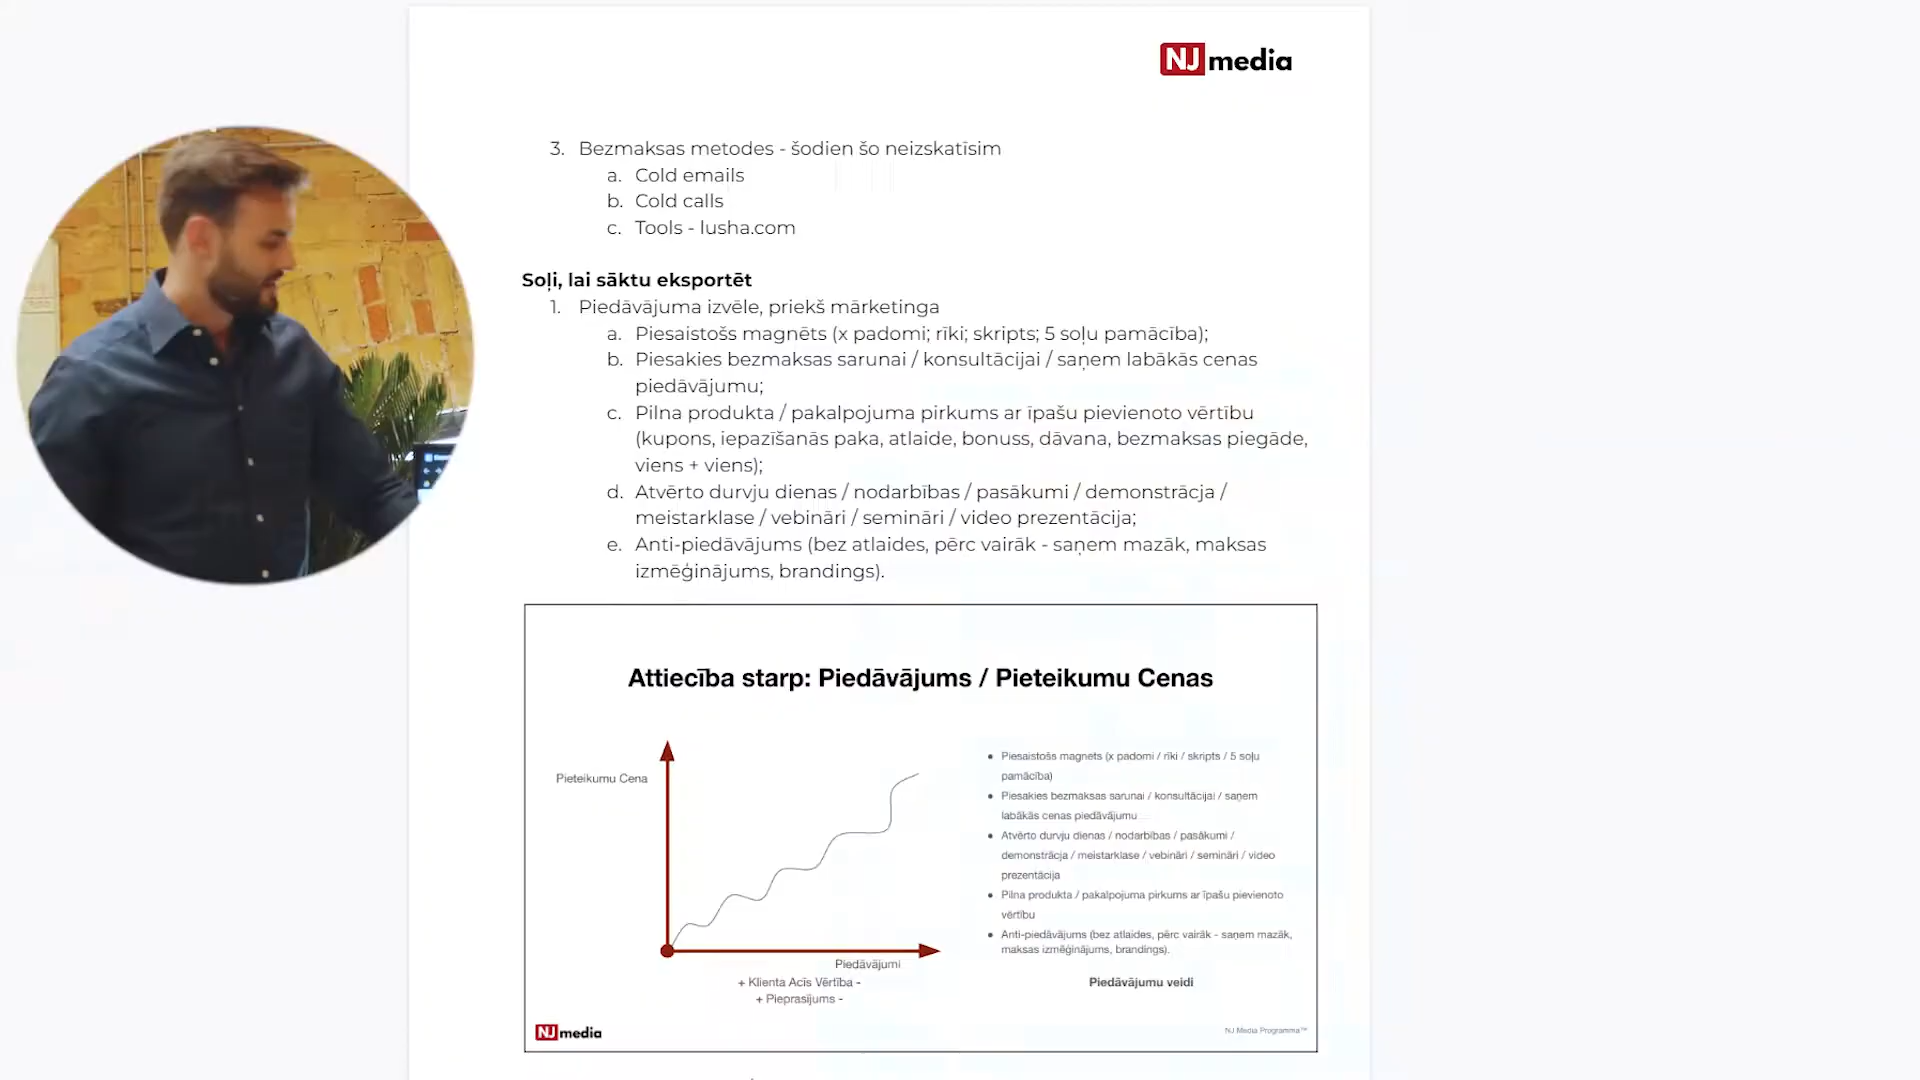 NJ media
3. Bezmaksas metodes - šodien šo neizskatīsim
a. Cold emails
b. Cold calls
c. Tools - lusha.com
Soļi, lai sāktu eksportēt
1. Piedāvājuma izvēle, priekš mārketinga
a. Piesaistošs magnēts (x padomi; rīki; skripts; 5 soļu pamācība);
b. Piesakies bezmaksas sarunai / konsultācijai / saņem labākās cenas
piedāvājumu;
c. Pilna produkta / pakalpojuma pirkums ar īpašu pievienoto vērtību
(kupons, iepazīšanās paka, atlaide, bonuss, dāvana, bezmaksas piegāde,
viens + viens);
d. Atvērto durvju dienas / nodarbības / pasākumi / demonstrācja /
meistarklase / vebināri / semināri / video prezentācija;
e. Anti-piedāvājums (bez atlaides, pērc vairāk - saņem mazāk, maksas
izmēģinājums, brandings).
Attiecība starp: Piedāvājums / Pieteikumu Cenas
Pieteikumu Cena
Piedāvājumi
+ Klienta Acīs Vērtība -
+ Pieprasījums -
• Piesaistošs magnets (x padomi / rīki / skripts / 5 soļu
pamācība)
• Piesakies bezmaksas sarunai / konsultācijai / saņem
labākās cenas piedāvājumu
• Atvērto durvju dienas / nodarbības / pasākumi /
demonstrācja / meistarklase / vebināri / semināri / video
prezentācija
• Pilna produkta / pakalpojuma pirkums ar īpašu pievienoto
vērtību
• Anti-piedāvājums (bez atlaides, pērc vairāk - saņem mazāk,
maksas izmēģinājums, brandings).
Piedāvājumu veidi
NJ media
NJ Media Programma™